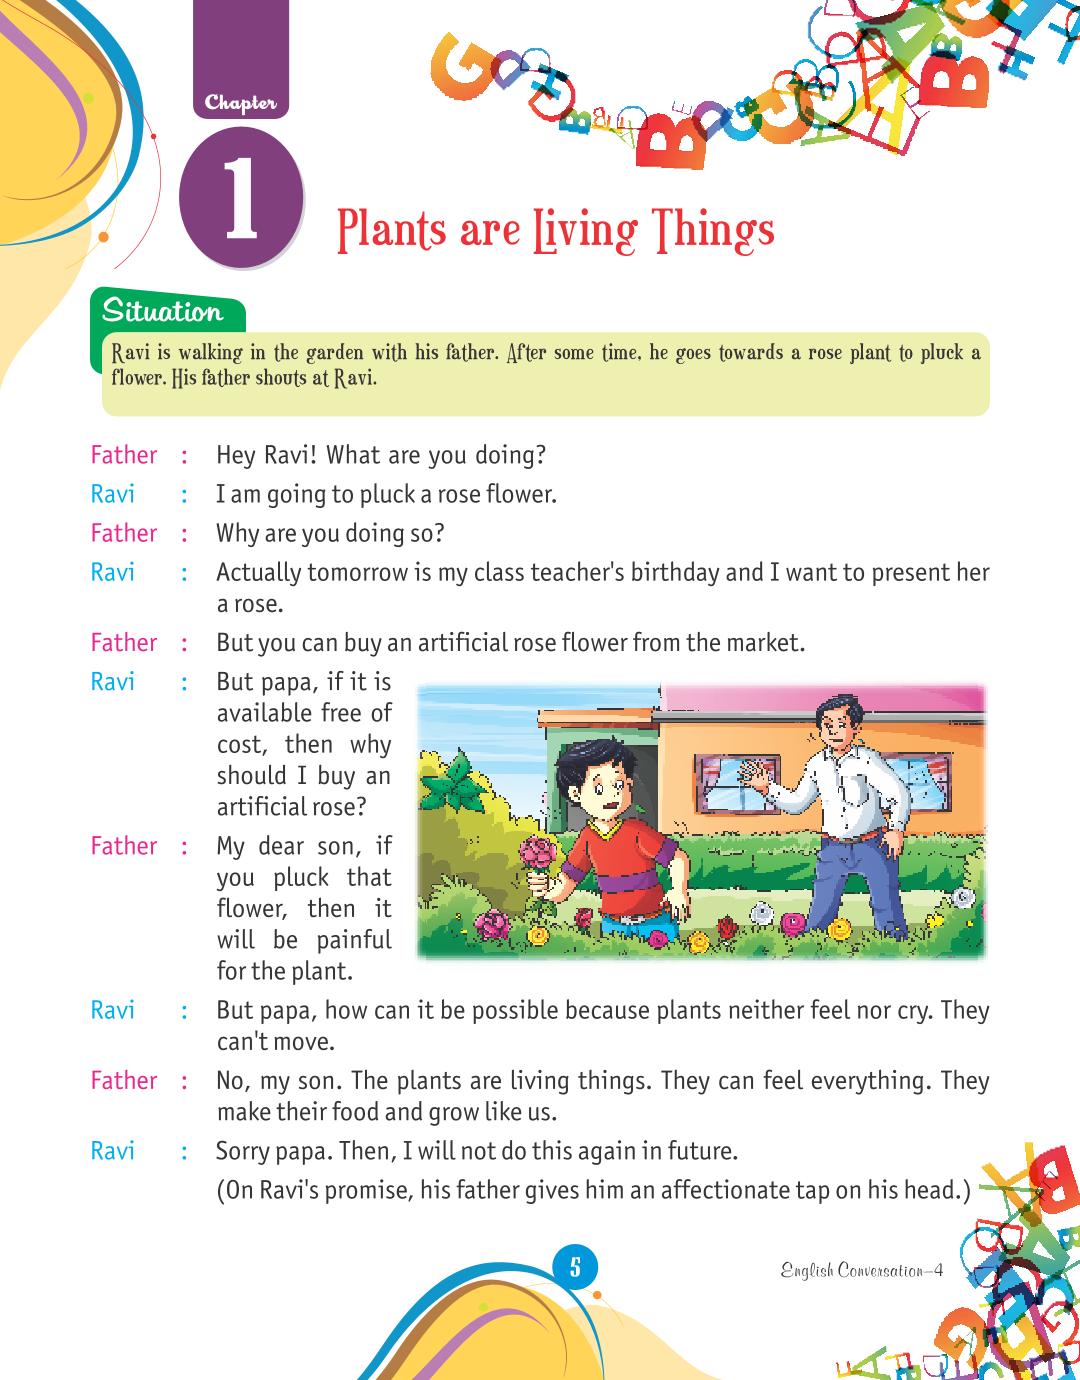 Chapter
1
Plants are Living Things
Situation
Ravi is walking in the garden with his father. After some time, he goes towards a rose plant to pluck a
flower. His father shouts at Ravi.
Father : Hey Ravi! What are you doing?
Ravi : I am going to pluck a rose flower.
Father : Why are you doing so?
Ravi : Actually tomorrow is my class teacher's birthday and I want to present her
a rose.
Father : But you can buy an artificial rose flower from the market.
Ravi : But papa, if it is
available free of
cost, then why
should I buy an
artificial rose?
Father : My dear son, if
you pluck that
flower, then it
will be painful
for the plant.
Ravi : But papa, how can it be possible because plants neither feel nor cry. They
can't move.
Father : No, my son. The plants are living things. They can feel everything. They
make their food and grow like us.
Ravi : Sorry papa. Then, I will not do this again in future.
(On Ravi's promise, his father gives him an affectionate tap on his head.)
5
English Conversation–4